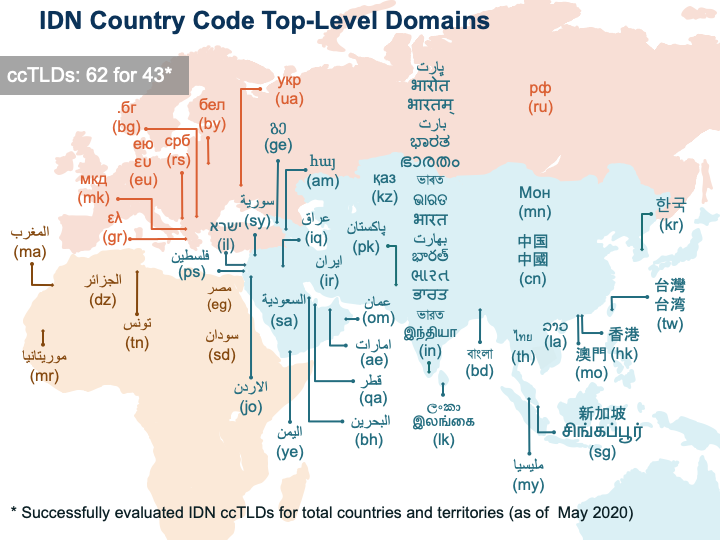 IDN Country Code Top-Level Domains
ccTLDs: 62 for 43*
укр
(ua)
.бг
(bg)
бел
(by)
ею
ευ
(eu)
срб
(rs)
мкд
(mk)
ελ
(gr)
рф
(ru)
გე
(ge)
հայ
(am)
қаз
(kz)
سورية
(sy)
ישראל
(il)
عراق
(iq)
فلسطين
(ps)
ايران
(ir)
پاکستان
(pk)
المغرب
(ma)
الجزائر
(dz)
تونس
(tn)
موريتانيا
(mr)
مصر
(eg)
سودان
(sd)
السعودية
(sa)
عمان
(om)
امارات
(ae)
قطر
(qa)
البحرين
(bh)
الاردن
(jo)
اليمن
(ye)
ڀارت
भारोत
भारतम्
بارت
భారత్
ഭാരതം
ভাৰত
ଭାରତ
भारत
بھارت
ಭಾರತ
ભારત
ਭਾਰਤ
ভারত
இந்தியா
(in)
বাংলা
(bd)
ලංකා
இலங்கை
(lk)
Мон
(mn)
中国
中國
(cn)
한국
(kr)
台灣
台湾
(tw)
香港
(hk)
澳門
(mo)
ไทย
(th)
ລາວ
(la)
新加坡
சிங்கப்பூர்
(sg)
مليسيا
(my)
* Successfully evaluated IDN ccTLDs for total countries and territories (as of May 2020)